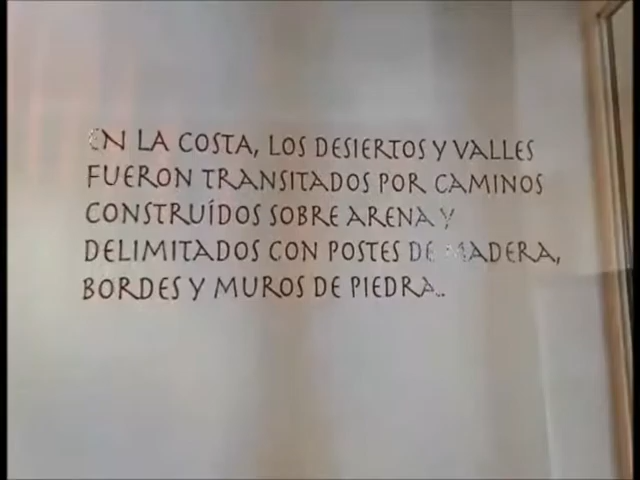 EN LA COSTA, LOS DESIERTOS Y VALLES
FUERON TRANSITADOS POR CAMINOS
CONSTRUÍDOS SOBRE ARENA Y
DELIMITADOS CON POSTES DE MADERA,
BORDES Y MUROS DE PIEDRA..